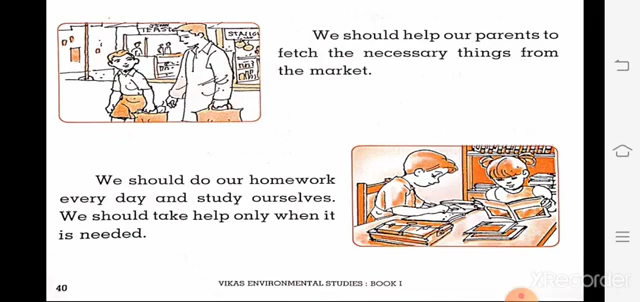 We should help our parents to
fetch the necessary things from
the market.
We should do our homework
every day and study ourselves.
We should take help only when it
is needed.
40
VIKAS ENVIRONMENTAL STUDIES : BOOK I
XRecorder